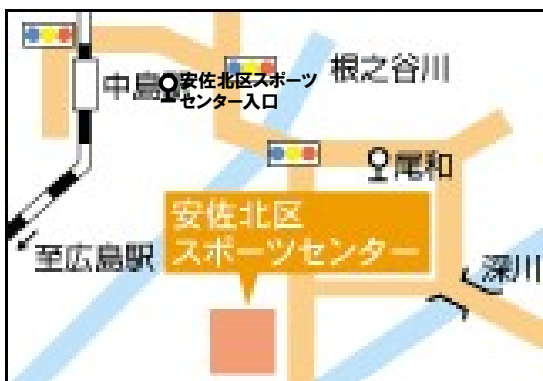 根之谷川
中島駅
安佐北区スポーツ
センター入口
尾和
安佐北区
スポーツセンター
至広島駅
深川